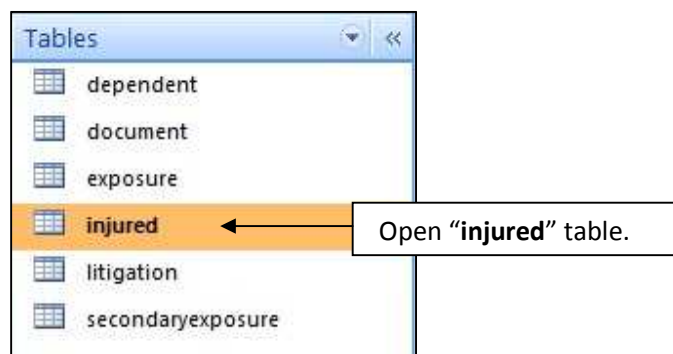 Tables
dependent
document
exposure
injured
Open “injured” table.
litigation
secondaryexposure